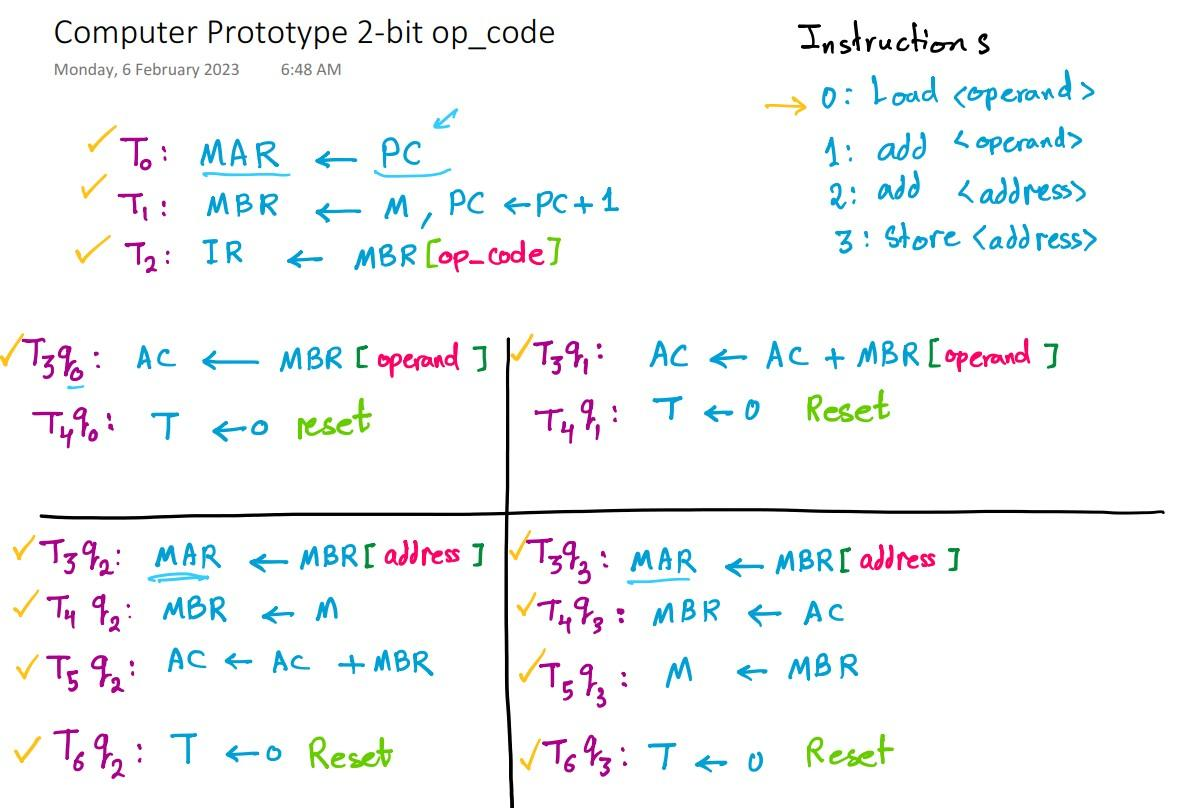 Computer Prototype 2-bit op_code
Monday, 6 February 2023 6:48 AM
Instructions
0: Load <operand>
1: add <operand>
2: add <address>
3: Store <address>
T₀: MAR ← PC
T₁: MBR ← M, PC ← PC + 1
T₂: IR ← MBR [op_code]
T₃q₀: AC ← MBR [operand]
T₄q₀: T ← 0 reset
T₃q₁: AC ← AC + MBR [operand]
T₄q₁: T ← 0 Reset
T₃q₂: MAR ← MBR [address]
T₄q₂: MBR ← M
T₅q₂: AC ← AC + MBR
T₆q₂: T ← 0 Reset
T₃q₃: MAR ← MBR [address]
T₄q₃: MBR ← AC
T₅q₃: M ← MBR
T₆q₃: T ← 0 Reset